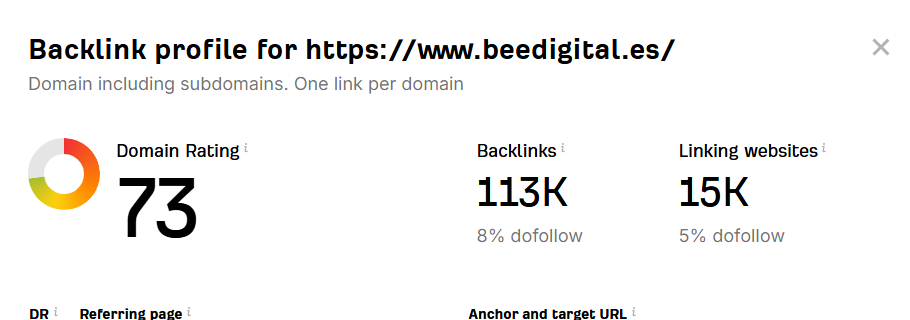 Backlink profile for https://www.beedigital.es/
Domain including subdomains. One link per domain
Domain Rating i
73
Backlinks i
113K
8% dofollow
Linking websites i
15K
5% dofollow
DR i Referring page i Anchor and target URL i